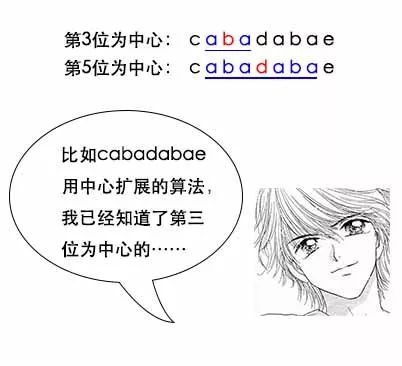 第3位为中心： cabadabae
第5位为中心： cabadabae
比如cabadabae
用中心扩展的算法，
我已经知道了第三
位为中心的……